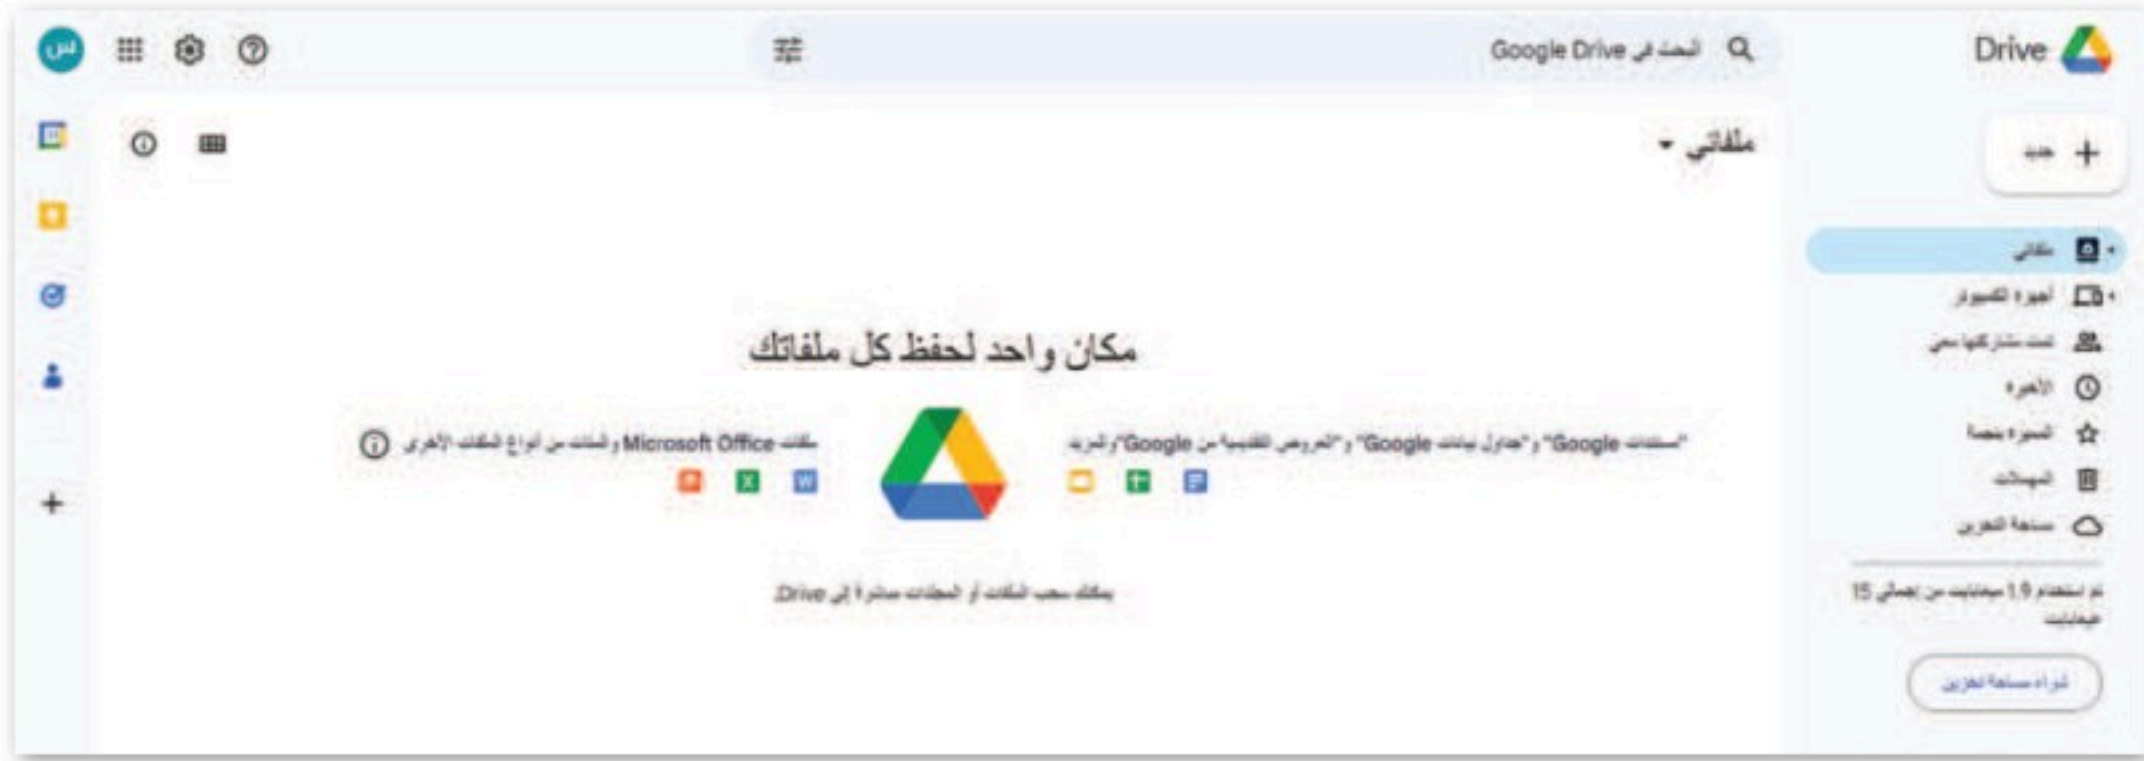 Drive
البحث في Google Drive
س
جديد
ملفاتي
ملفاتي
أجهزة الكمبيوتر
تمت مشاركتها معي
الأخيرة
المميزة بنجمة
المهملات
مساحة التخزين
تم استخدام 1.9 ميغابايت من إجمالي 15
غيغابايت
شراء مساحة تخزين
مكان واحد لحفظ كل ملفاتك
"مستندات Google" و"جداول بيانات Google" و"العروض التقديمية من Google" والمزيد
ملفات Microsoft Office والمئات من أنواع الملفات الأخرى
W
X
يمكنك سحب الملفات أو المجلدات مباشرة إلى Drive.